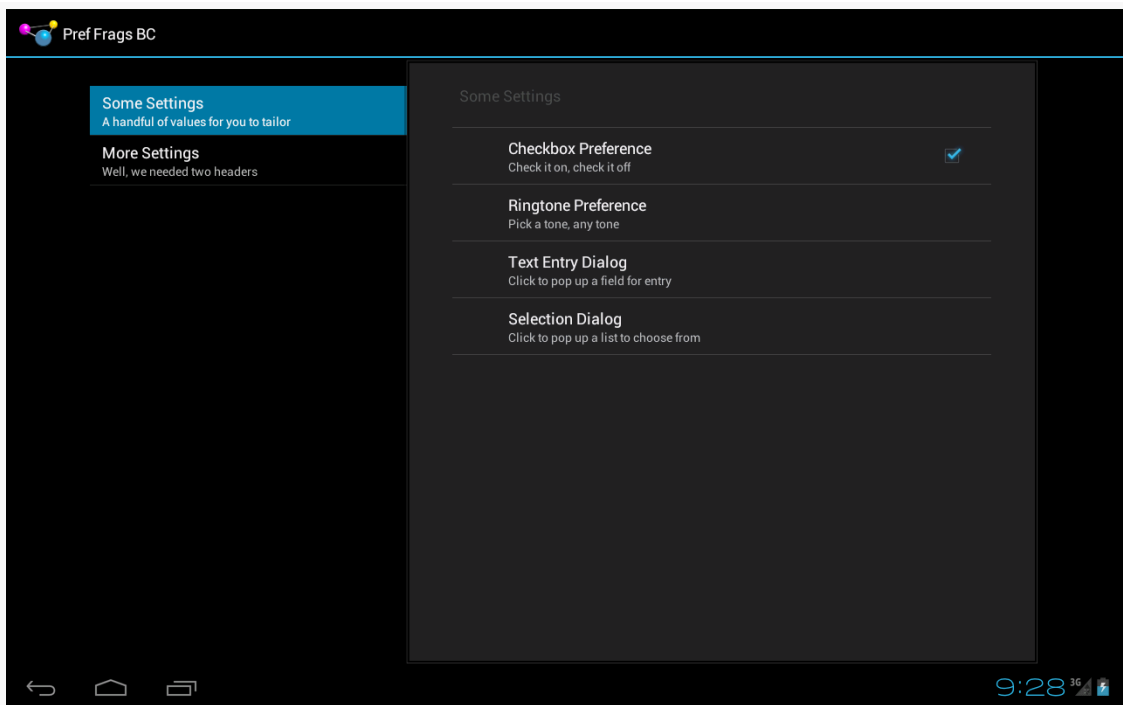 Pref Frags BC
Some Settings
A handful of values for you to tailor
More Settings
Well, we needed two headers
Some Settings
Checkbox Preference
Check it on, check it off
Ringtone Preference
Pick a tone, any tone
Text Entry Dialog
Click to pop up a field for entry
Selection Dialog
Click to pop up a list to choose from
9:28 3G